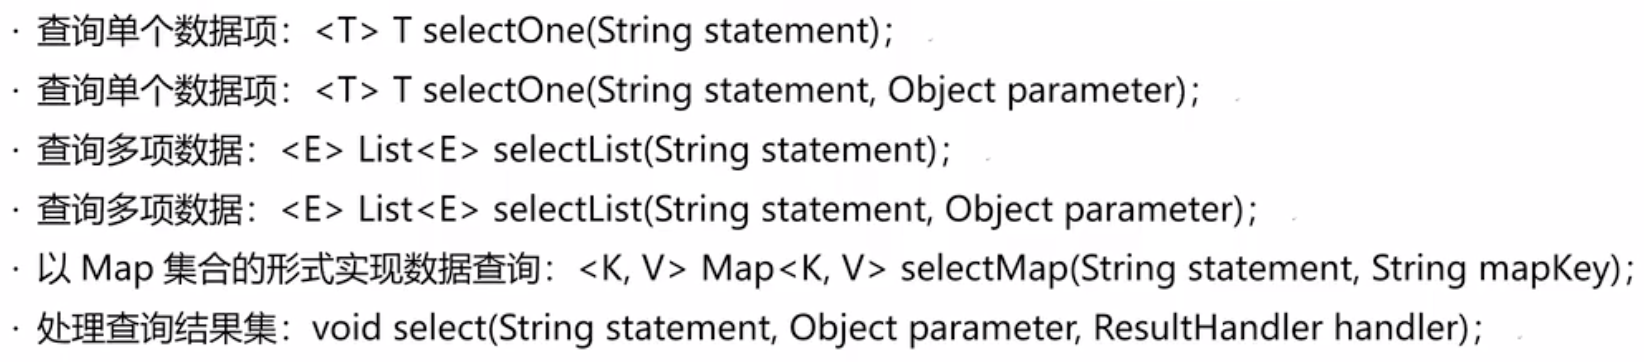 · 查询单个数据项：<T> T selectOne(String statement);
· 查询单个数据项：<T> T selectOne(String statement, Object parameter);
· 查询多项数据：<E> List<E> selectList(String statement);
· 查询多项数据：<E> List<E> selectList(String statement, Object parameter);
· 以 Map 集合的形式实现数据查询：<K, V> Map<K, V> selectMap(String statement, String mapKey);
· 处理查询结果集：void select(String statement, Object parameter, ResultHandler handler);